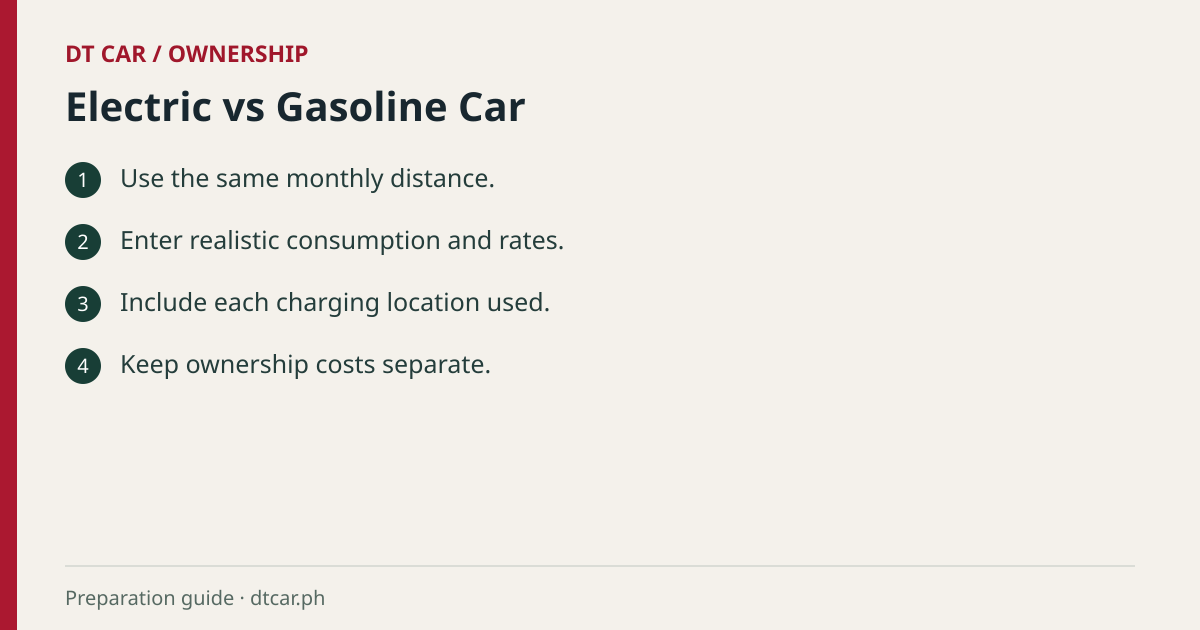 DT CAR / OWNERSHIP
Electric vs Gasoline Car
1 Use the same monthly distance.
2 Enter realistic consumption and rates.
3 Include each charging location used.
4 Keep ownership costs separate.
Preparation guide · dtcar.ph